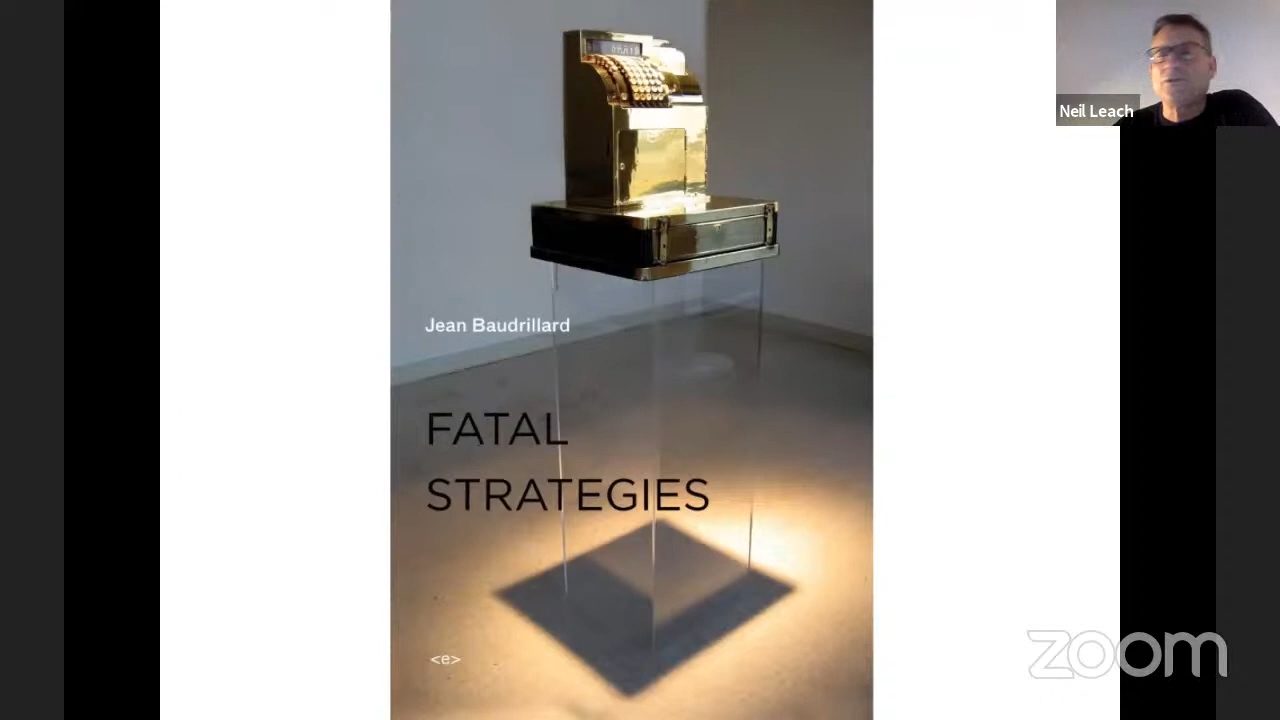 Neil Leach
Jean Baudrillard
FATAL
STRATEGIES
<e>
zoom